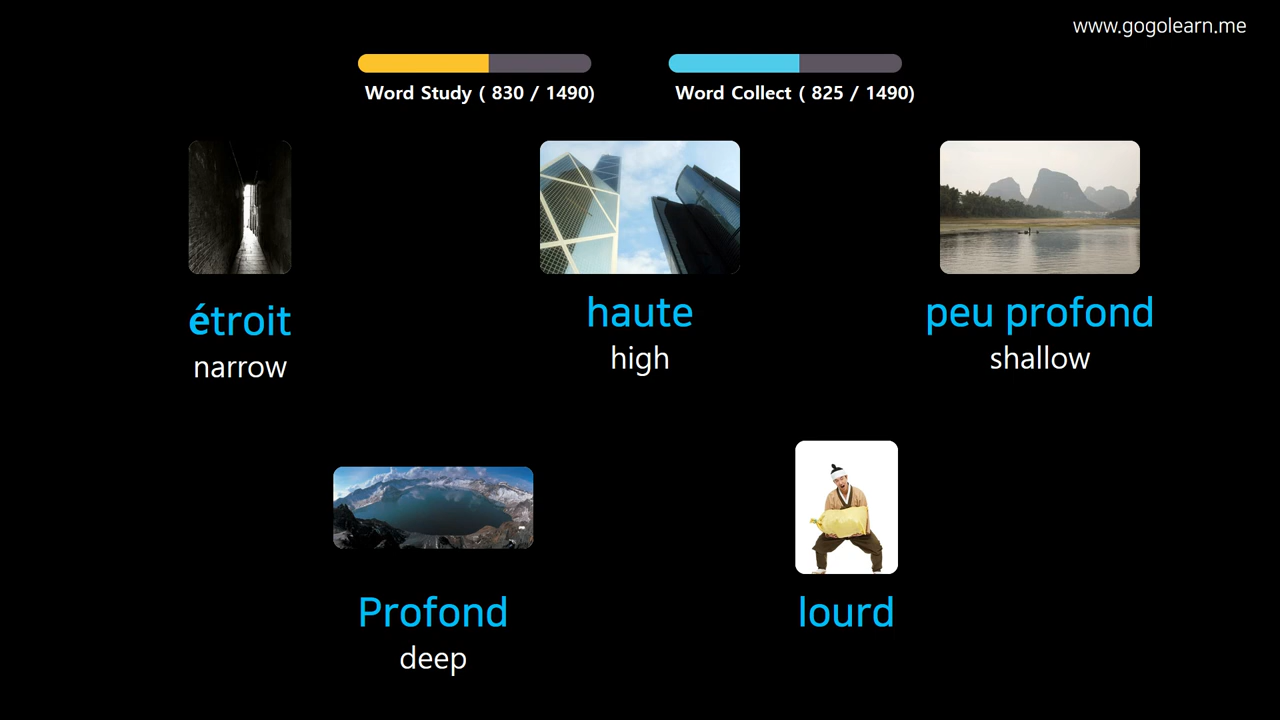 www.gogolearn.me
Word Study ( 830 / 1490)
Word Collect ( 825 / 1490)
étroit
narrow
haute
high
peu profond
shallow
Profond
deep
lourd